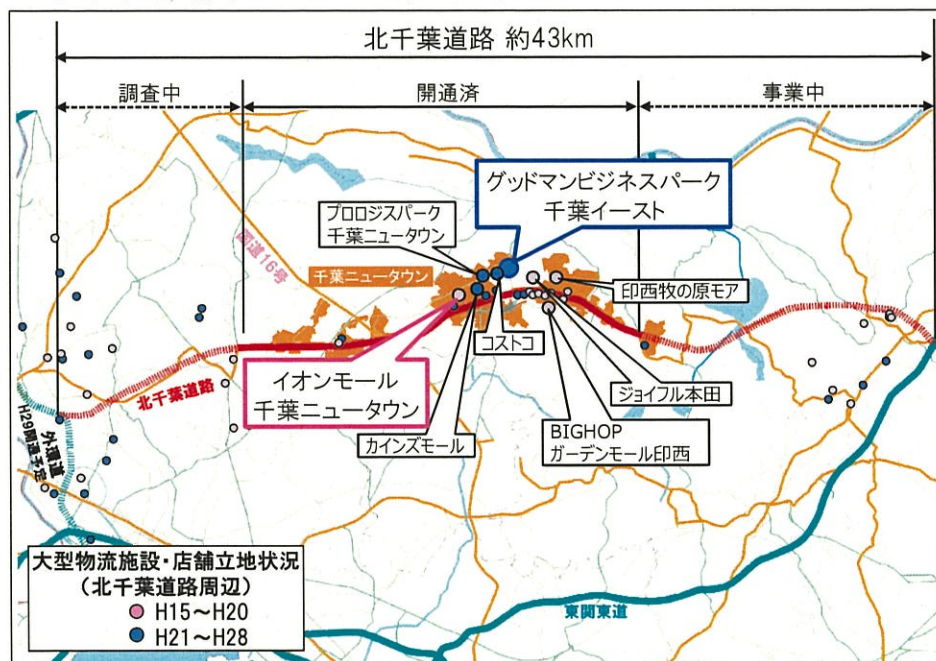 北千葉道路 約43km
調査中
開通済
事業中
グッドマンビジネスパーク
千葉イースト
プロロジスパーク
千葉ニュータウン
国道16号
千葉ニュータウン
印西牧の原モア
コストコ
イオンモール
千葉ニュータウン
ジョイフル本田
北千葉道路
カインズモール
BIGHOP
ガーデンモール印西
外環道
H29開通予定
大型物流施設・店舗立地状況
（北千葉道路周辺）
H15～H20
H21～H28
東関東道